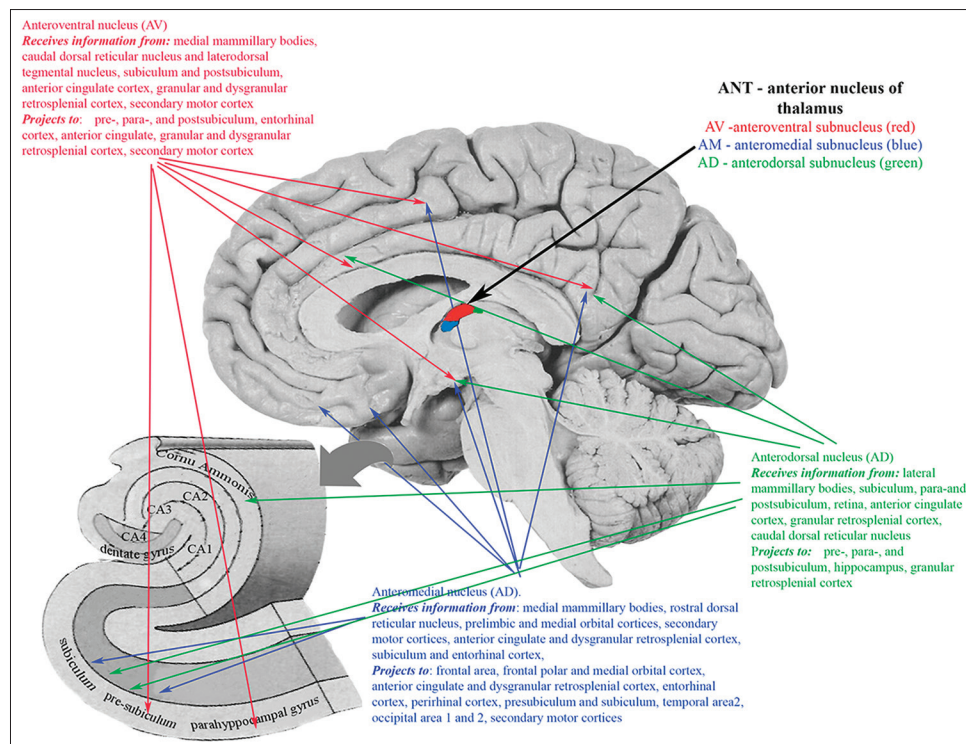 Anteroventral nucleus (AV)
Receives information from: medial mammillary bodies,
caudal dorsal reticular nucleus and laterodorsal
tegmental nucleus, subiculum and postsubiculum,
anterior cingulate cortex, granular and dysgranular
retrosplenial cortex, secondary motor cortex
Projects to: pre-, para-, and postsubiculum, entorhinal
cortex, anterior cingulate, granular and dysgranular
retrosplenial cortex, secondary motor cortex
ANT - anterior nucleus of
thalamus
AV -anteroventral subnucleus (red)
AM - anteromedial subnucleus (blue)
AD - anterodorsal subnucleus (green)
Cornu Ammonis
CA2
CA3
CA4
CA1
dentate gyrus
subiculum
pre-subiculum
parahyppocampal gyrus
Anterodorsal nucleus (AD)
Receives information from: lateral
mammillary bodies, subiculum, para-and
postsubiculum, retina, anterior cingulate
cortex, granular retrosplenial cortex,
caudal dorsal reticular nucleus
Projects to: pre-, para-, and
postsubiculum, hippocampus, granular
retrosplenial cortex
Anteromedial nucleus (AD).
Receives information from: medial mammillary bodies, rostral dorsal
reticular nucleus, prelimbic and medial orbital cortices, secondary
motor cortices, anterior cingulate and dysgranular retrosplenial cortex,
subiculum and entorhinal cortex,
Projects to: frontal area, frontal polar and medial orbital cortex,
anterior cingulate and dysgranular retrosplenial cortex, entorhinal
cortex, perirhinal cortex, presubiculum and subiculum, temporal area2,
occipital area 1 and 2, secondary motor cortices